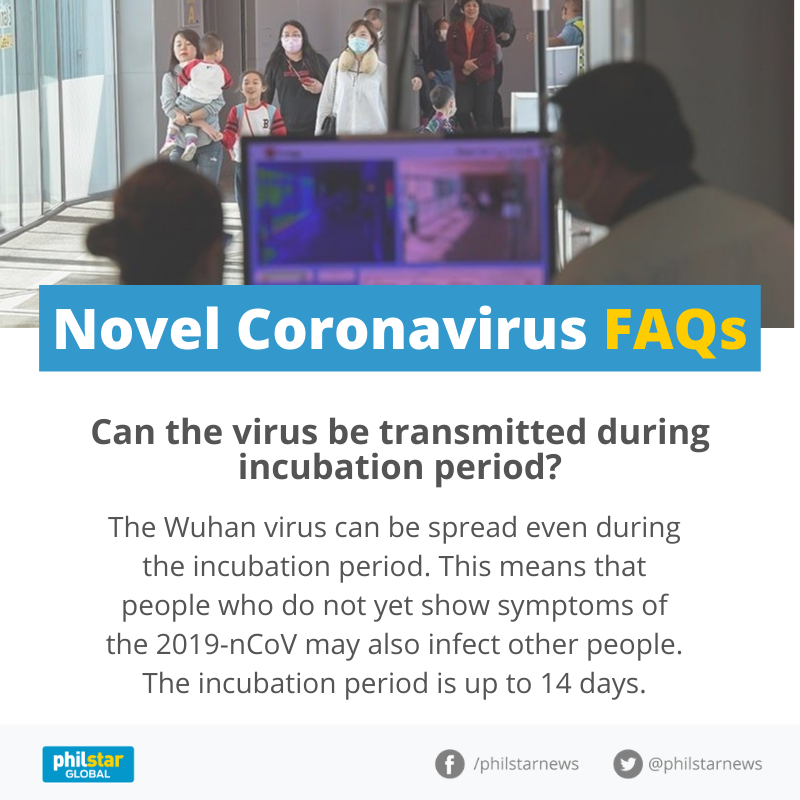 Novel Coronavirus FAQs
Can the virus be transmitted during
incubation period?
The Wuhan virus can be spread even during
the incubation period. This means that
people who do not yet show symptoms of
the 2019-nCoV may also infect other people.
The incubation period is up to 14 days.
philstar
GLOBAL
/philstarnews
@philstarnews